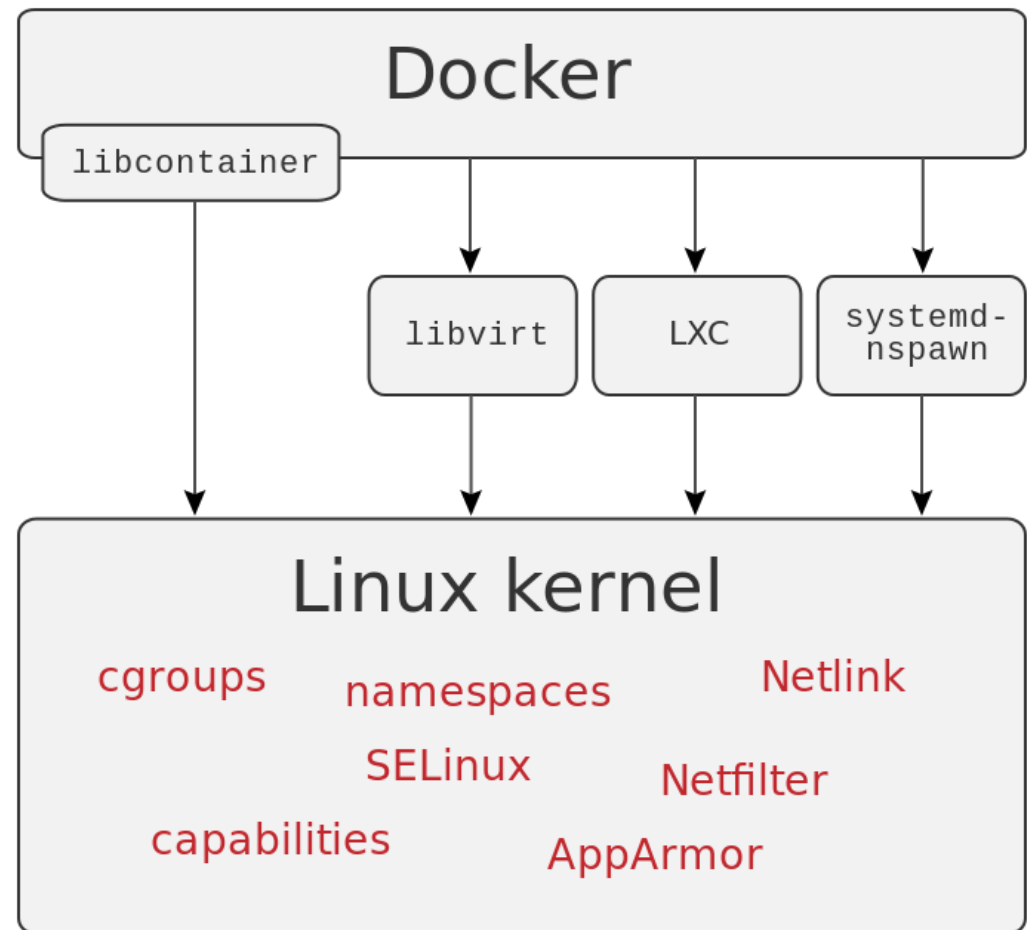 Docker
libcontainer
libvirt
LXC
systemd-
nspawn
Linux kernel
cgroups
namespaces
Netlink
SELinux
Netfilter
capabilities
AppArmor